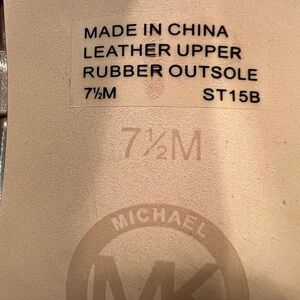 MADE IN CHINA
LEATHER UPPER
RUBBER OUTSOLE
7½M ST15B
7½M
MICHAEL
MK